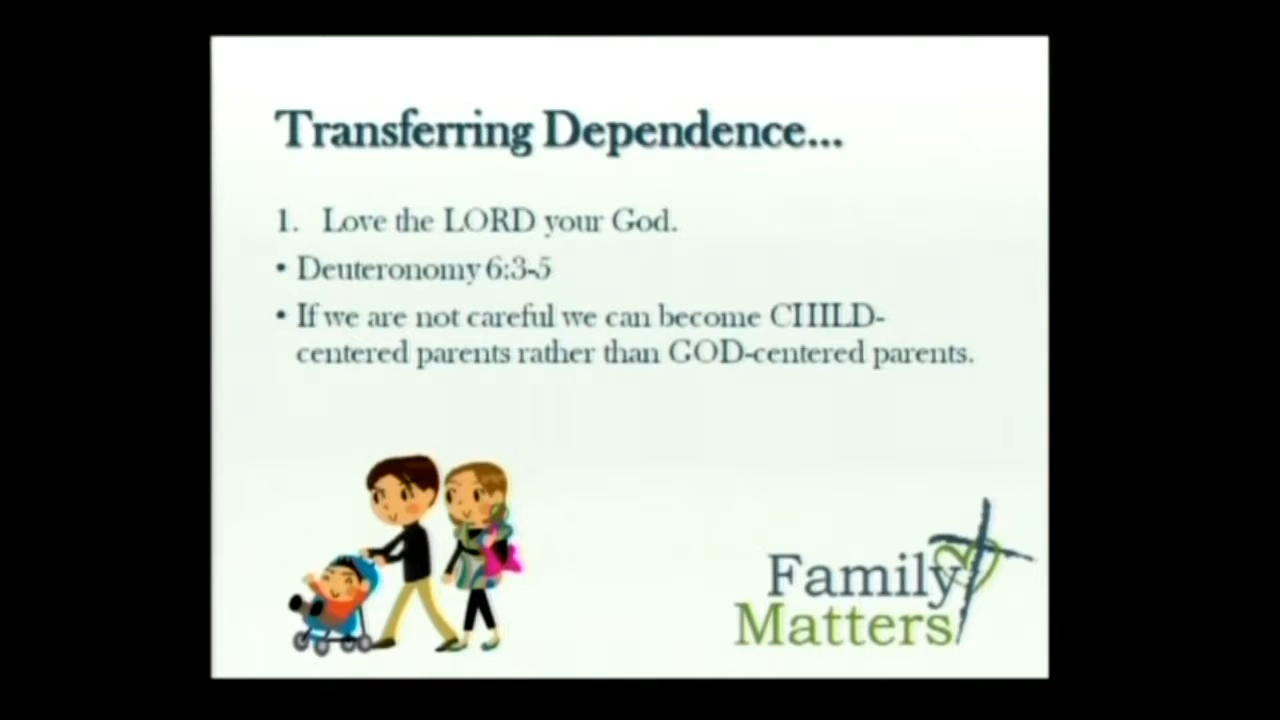 Transferring Dependence...
1. Love the LORD your God.
• Deuteronomy 6:3-5
• If we are not careful we can become CHILD-
centered parents rather than GOD-centered parents.
Family
Matters